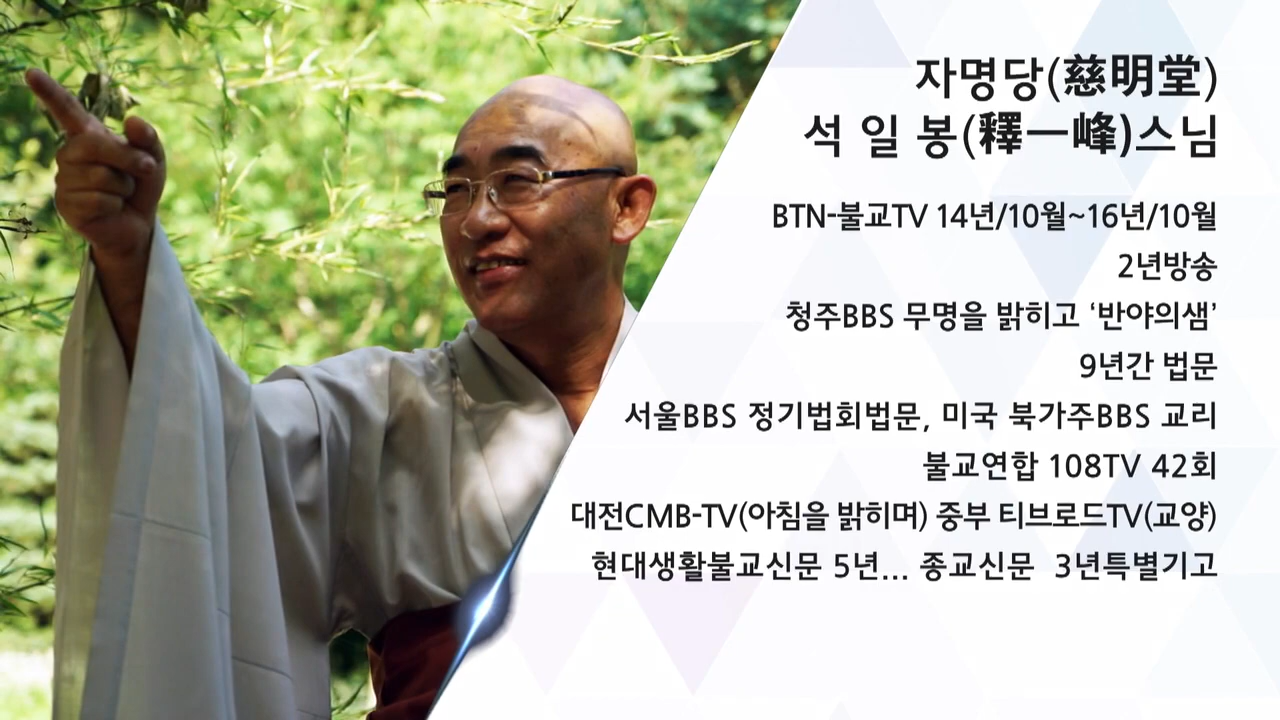 자명당(慈明堂)
석 일 봉(釋一峰)스님
BTN-불교TV 14년/10월~16년/10월
2년방송
청주BBS 무명을 밝히고 ‘반야의샘’
9년간 법문
서울BBS 정기법회법문, 미국 북가주BBS 교리
불교연합 108TV 42회
대전CMB-TV(아침을 밝히며) 중부 티브로드TV(교양)
현대생활불교신문 5년... 종교신문 3년특별기고